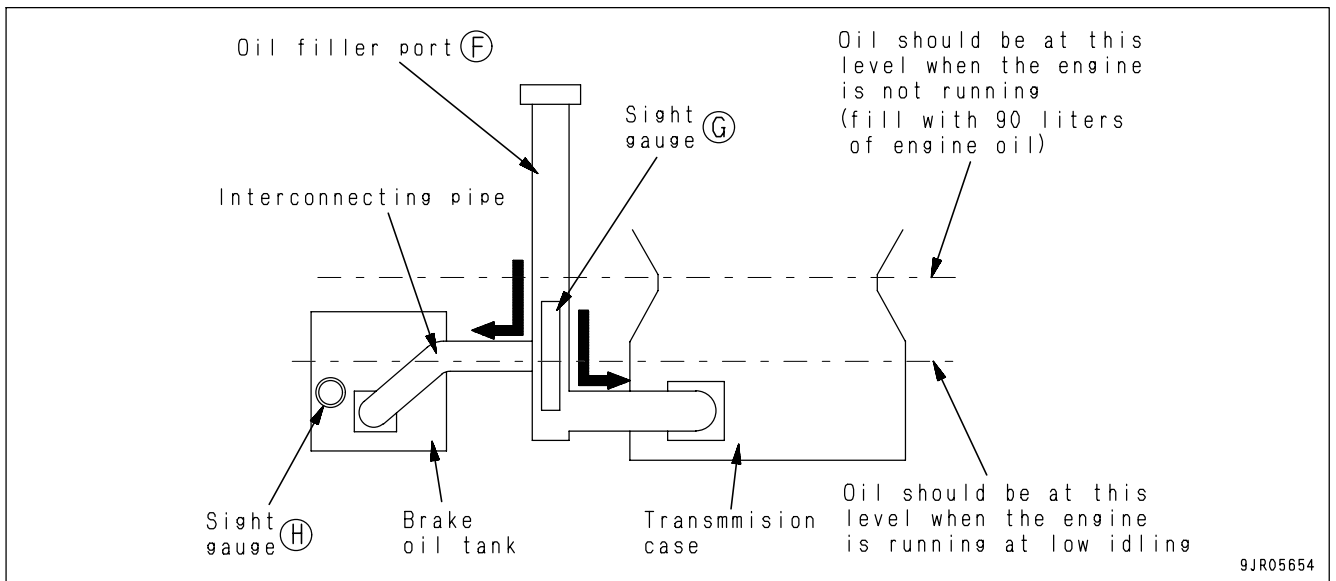 Oil filler port F
Sight
gauge G
Oil should be at this
level when the engine
is not running
(fill with 90 liters
of engine oil)
Interconnecting pipe
Sight
gauge H
Brake
oil tank
Transmmision
case
Oil should be at this
level when the engine
is running at low idling
9JR05654